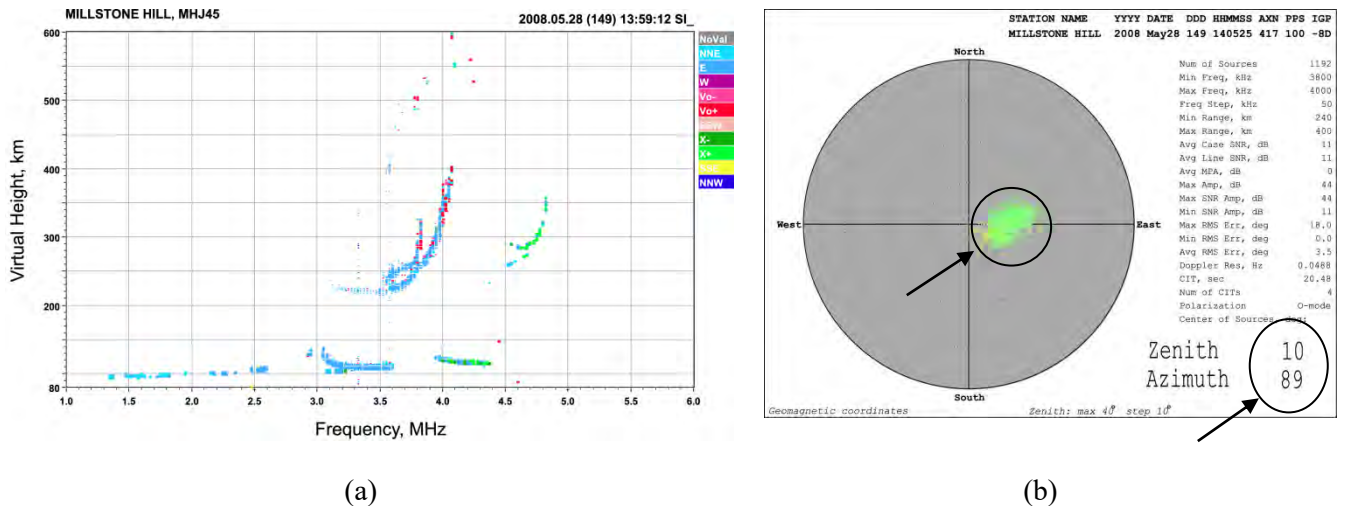 MILLSTONE HILL, MHJ45 2008.05.28 (149) 13:59:12 SI_
600
500
400
300
200
80
Virtual Height, km
1.0 1.5 2.0 2.5 3.0 3.5 4.0 4.5 5.0 5.5 6.0
Frequency, MHz
NoVal
NNE
E
W
Vo-
Vo+
X-
X+
NNW
(a)
STATION NAME YYYY DATE DDD HHMMSS AXN PPS IGP
MILLSTONE HILL 2008 May28 149 140525 417 100 -8D
North
West
East
South
Num of Sources 1192
Min Freq, kHz 3800
Max Freq, kHz 4000
Freq Step, kHz 50
Min Range, km 240
Max Range, km 400
Avg Case SNR, dB 11
Avg Line SNR, dB 11
Avg MPA, dB 0
Max Amp, dB 44
Max SNR Amp, dB 44
Min SNR Amp, dB 11
Max RMS Err, deg 18.0
Min RMS Err, deg 0.0
Avg RMS Err, deg 3.5
Doppler Res, Hz 0.0488
CIT, sec 20.48
Num of CITs 4
Polarization O-mode
Center of Sources, deg:
Zenith 10
Azimuth 89
Geomagnetic coordinates
Zenith: max 40° step 10°
(b)